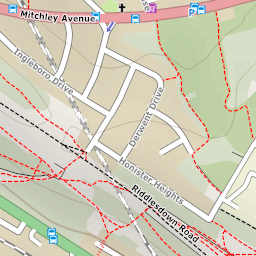 Mitchley Avenue
P
Ingleboro Drive
Derwent Drive
Honister Heights
Riddlesdown Road